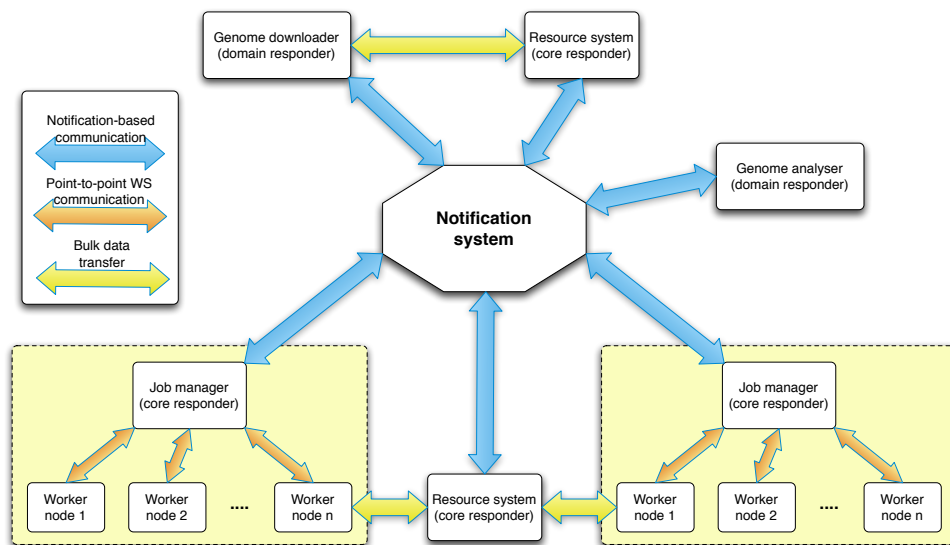 Genome downloader
(domain responder)
Resource system
(core responder)
Notification-based
communication
Point-to-point WS
communication
Bulk data
transfer
Genome analyser
(domain responder)
Notification
system
Job manager
(core responder)
Worker
node 1
Worker
node 2
....
Worker
node n
Resource system
(core responder)
Job manager
(core responder)
Worker
node 1
Worker
node 2
....
Worker
node n